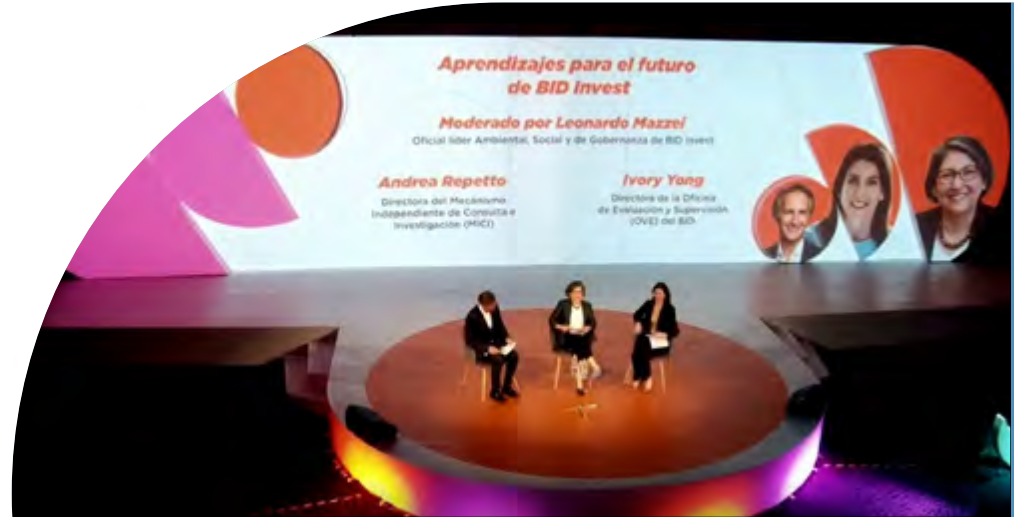 Aprendizajes para el futuro
de BID Invest
Moderado por Leonardo Mazzei
Oficial líder Ambiental, Social y de Gobernanza de BID Invest
Andrea Repetto
Directora del Mecanismo
Independiente de Consulta e
Investigación (MICI)
Ivory Yong
Directora de la Oficina
de Evaluación y Supervisión
(OVE) del BID